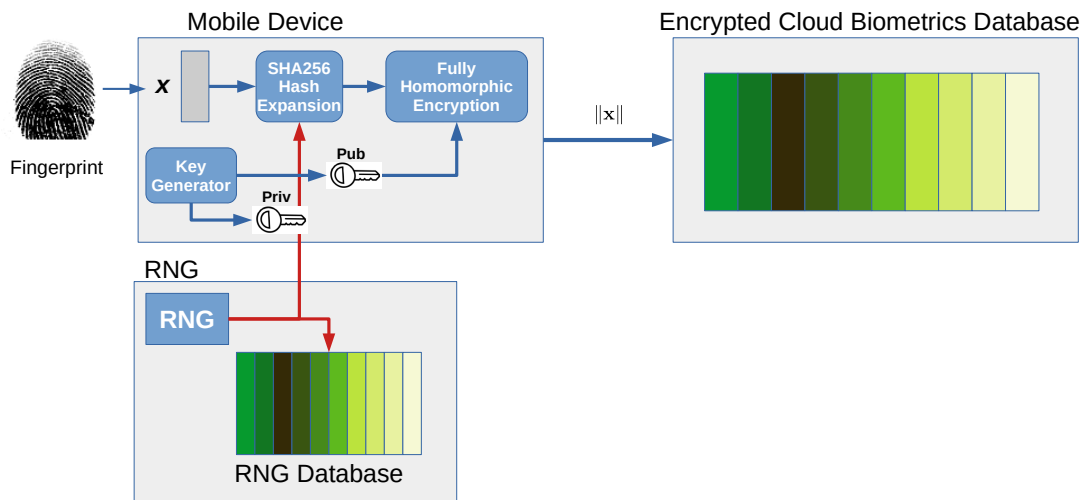 Mobile Device
Encrypted Cloud Biometrics Database
Fingerprint
x
SHA256
Hash
Expansion
Fully
Homomorphic
Encryption
‖x‖
Key
Generator
Pub
Priv
RNG
RNG
RNG Database